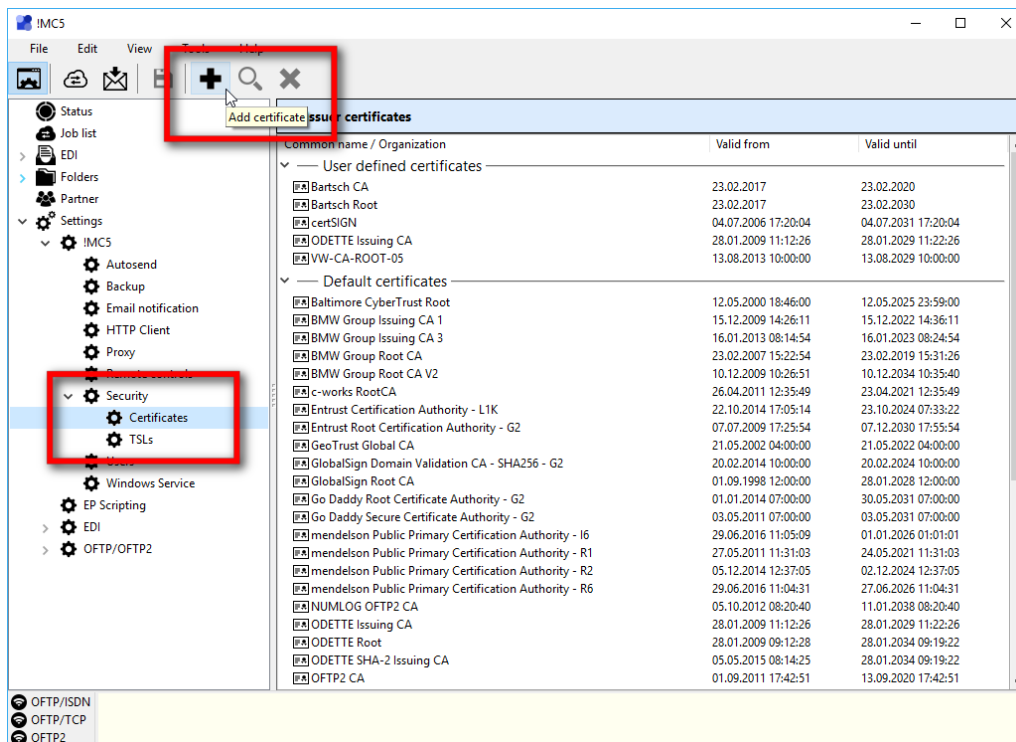 !MC5
File Edit View Tools Help
Add certificate
Status
Job list
EDI
Folders
Partner
Settings
!MC5
Autosend
Backup
Email notification
HTTP Client
Proxy
Security
Certificates
TSLs
Users
Windows Service
EP Scripting
EDI
OFTP/OFTP2
Issuer certificates
Common name / Organization Valid from Valid until
User defined certificates
Bartsch CA 23.02.2017 23.02.2020
Bartsch Root 23.02.2017 23.02.2030
certSIGN 04.07.2006 17:20:04 04.07.2031 17:20:04
ODETTE Issuing CA 28.01.2009 11:12:26 28.01.2029 11:22:26
VW-CA-ROOT-05 13.08.2013 10:00:00 13.08.2029 10:00:00
Default certificates
Baltimore CyberTrust Root 12.05.2000 18:46:00 12.05.2025 23:59:00
BMW Group Issuing CA 1 15.12.2009 14:26:11 15.12.2022 14:36:11
BMW Group Issuing CA 3 16.01.2013 08:14:54 16.01.2023 08:24:54
BMW Group Root CA 23.02.2007 15:22:54 23.02.2019 15:31:26
BMW Group Root CA V2 10.12.2009 10:26:51 10.12.2034 10:35:40
c-works RootCA 26.04.2011 12:35:49 23.04.2021 12:35:49
Entrust Certification Authority - L1K 22.10.2014 17:05:14 23.10.2024 07:33:22
Entrust Root Certification Authority - G2 07.07.2009 17:25:54 07.12.2030 17:55:54
GeoTrust Global CA 21.05.2002 04:00:00 21.05.2022 04:00:00
GlobalSign Domain Validation CA - SHA256 - G2 20.02.2014 10:00:00 20.02.2024 10:00:00
GlobalSign Root CA 01.09.1998 12:00:00 28.01.2028 12:00:00
Go Daddy Root Certificate Authority - G2 01.01.2014 07:00:00 30.05.2031 07:00:00
Go Daddy Secure Certificate Authority - G2 03.05.2011 07:00:00 03.05.2031 07:00:00
mendelson Public Primary Certification Authority - I6 29.06.2016 11:05:09 01.01.2026 01:01:01
mendelson Public Primary Certification Authority - R1 27.05.2011 11:31:03 24.05.2021 11:31:03
mendelson Public Primary Certification Authority - R2 05.12.2014 12:37:05 02.12.2024 12:37:05
mendelson Public Primary Certification Authority - R6 29.06.2016 11:04:31 27.06.2026 11:04:31
NUMLOG OFTP2 CA 05.10.2012 08:20:40 11.01.2038 08:20:40
ODETTE Issuing CA 28.01.2009 11:12:26 28.01.2029 11:22:26
ODETTE Root 28.01.2009 09:12:28 28.01.2034 09:19:22
ODETTE SHA-2 Issuing CA 05.05.2015 08:14:25 28.01.2034 09:19:22
OFTP2 CA 01.09.2011 17:42:51 13.09.2020 17:42:51
OFTP/ISDN
OFTP/TCP
OFTP2